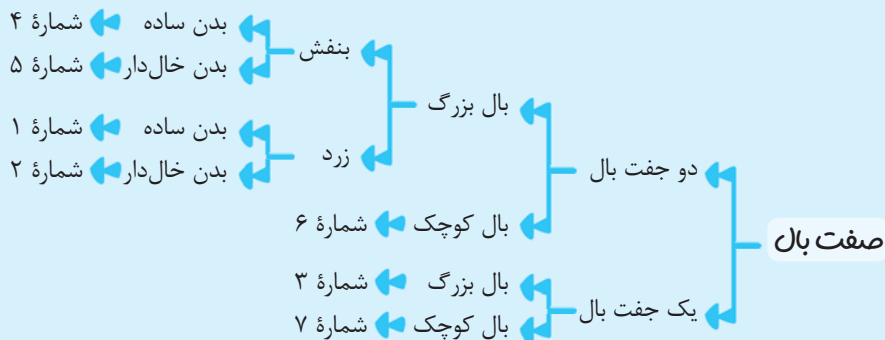 بدن ساده شمارهٔ ۴
بنفش
بدن خال‌دار شمارهٔ ۵
بال بزرگ
بدن ساده شمارهٔ ۱
زرد
بدن خال‌دار شمارهٔ ۲
دو جفت بال
بال کوچک شمارهٔ ۶
صفت بال
بال بزرگ شمارهٔ ۳
یک جفت بال
بال کوچک شمارهٔ ۷